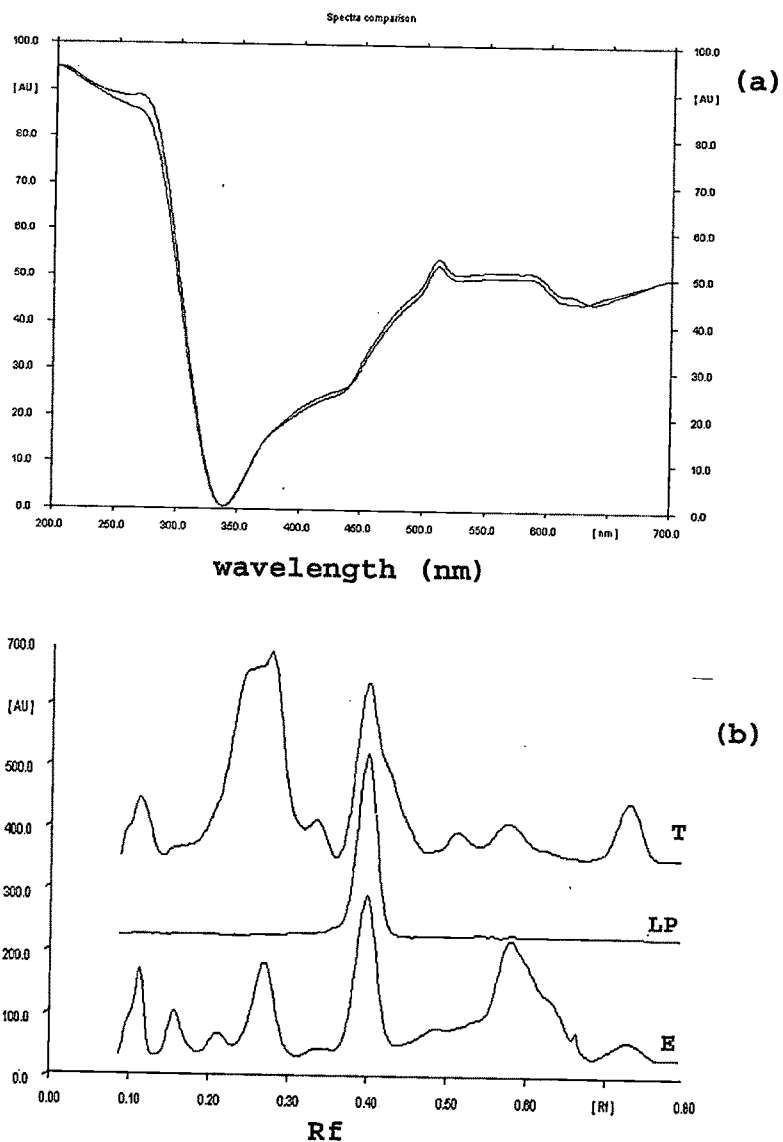 Spectra comparison
100.0
[AU]
80.0
70.0
60.0
50.0
40.0
30.0
20.0
10.0
0.0
100.0
[AU]
80.0
70.0
60.0
50.0
40.0
30.0
20.0
10.0
0.0
(a)
200.0 250.0 300.0 350.0 400.0 450.0 500.0 550.0 600.0 [nm] 700.0
wavelength (nm)
700.0
[AU]
500.0
400.0
300.0
200.0
100.0
0.0
(b)
T
LP
E
0.00 0.10 0.20 0.30 0.40 0.50 0.60 [Rf] 0.80
Rf